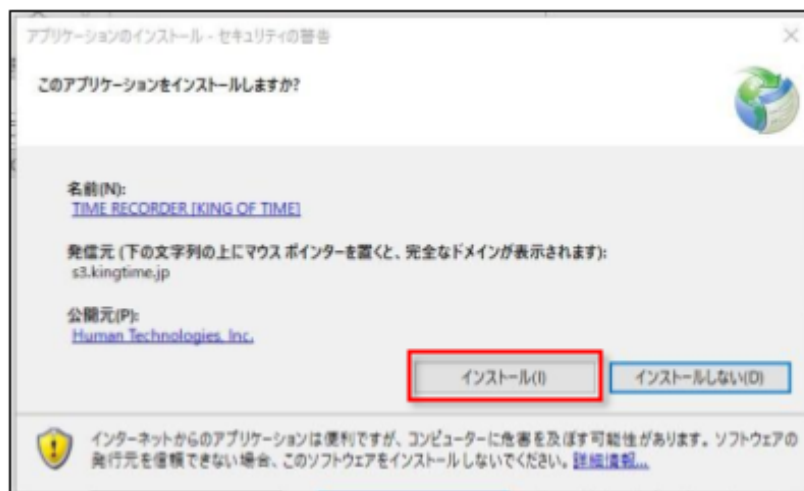 アプリケーションのインストール - セキュリティの警告
このアプリケーションをインストールしますか?
名前(N):
TIME RECORDER [KING OF TIME]
発信元 (下の文字列の上にマウス ポインターを置くと、完全なドメインが表示されます):
s3.kingtime.jp
公開元(P):
Human Technologies, Inc.
インストール(I)
インストールしない(D)
インターネットからのアプリケーションは便利ですが、コンピューターに危害を及ぼす可能性があります。ソフトウェアの
発行元を信頼できない場合、このソフトウェアをインストールしないでください。詳細情報...